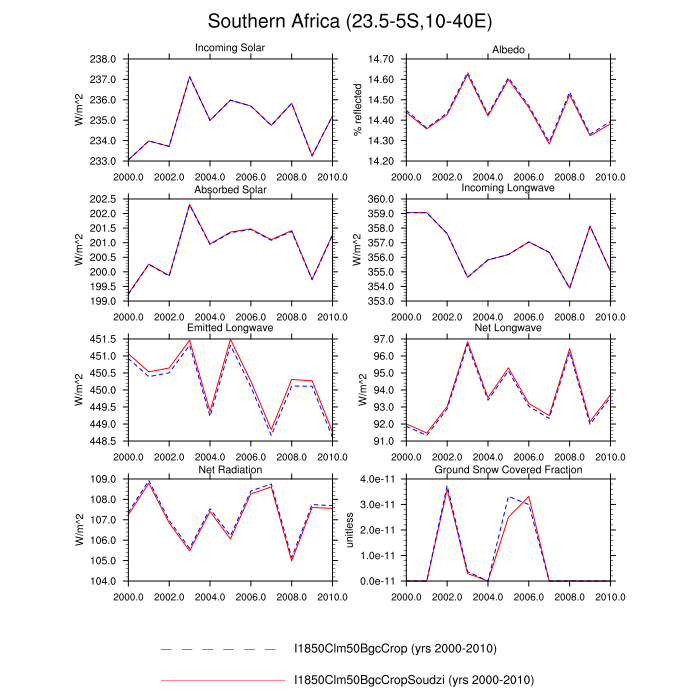 Southern Africa (23.5-5S,10-40E)
Incoming Solar
W/m^2
238.0
237.0
236.0
235.0
234.0
233.0
2000.0 2002.0 2004.0 2006.0 2008.0 2010.0
Albedo
% reflected
14.70
14.60
14.50
14.40
14.30
14.20
2000.0 2002.0 2004.0 2006.0 2008.0 2010.0
Absorbed Solar
W/m^2
202.5
202.0
201.5
201.0
200.5
200.0
199.5
199.0
2000.0 2002.0 2004.0 2006.0 2008.0 2010.0
Incoming Longwave
W/m^2
360.0
359.0
358.0
357.0
356.0
355.0
354.0
353.0
2000.0 2002.0 2004.0 2006.0 2008.0 2010.0
Emitted Longwave
W/m^2
451.5
451.0
450.5
450.0
449.5
449.0
448.5
2000.0 2002.0 2004.0 2006.0 2008.0 2010.0
Net Longwave
W/m^2
97.0
96.0
95.0
94.0
93.0
92.0
91.0
2000.0 2002.0 2004.0 2006.0 2008.0 2010.0
Net Radiation
W/m^2
109.0
108.0
107.0
106.0
105.0
104.0
2000.0 2002.0 2004.0 2006.0 2008.0 2010.0
Ground Snow Covered Fraction
unitless
4.0e-11
3.0e-11
2.0e-11
1.0e-11
0.0e-11
2000.0 2002.0 2004.0 2006.0 2008.0 2010.0
I1850Clm50BgcCrop (yrs 2000-2010)
I1850Clm50BgcCropSoudzi (yrs 2000-2010)